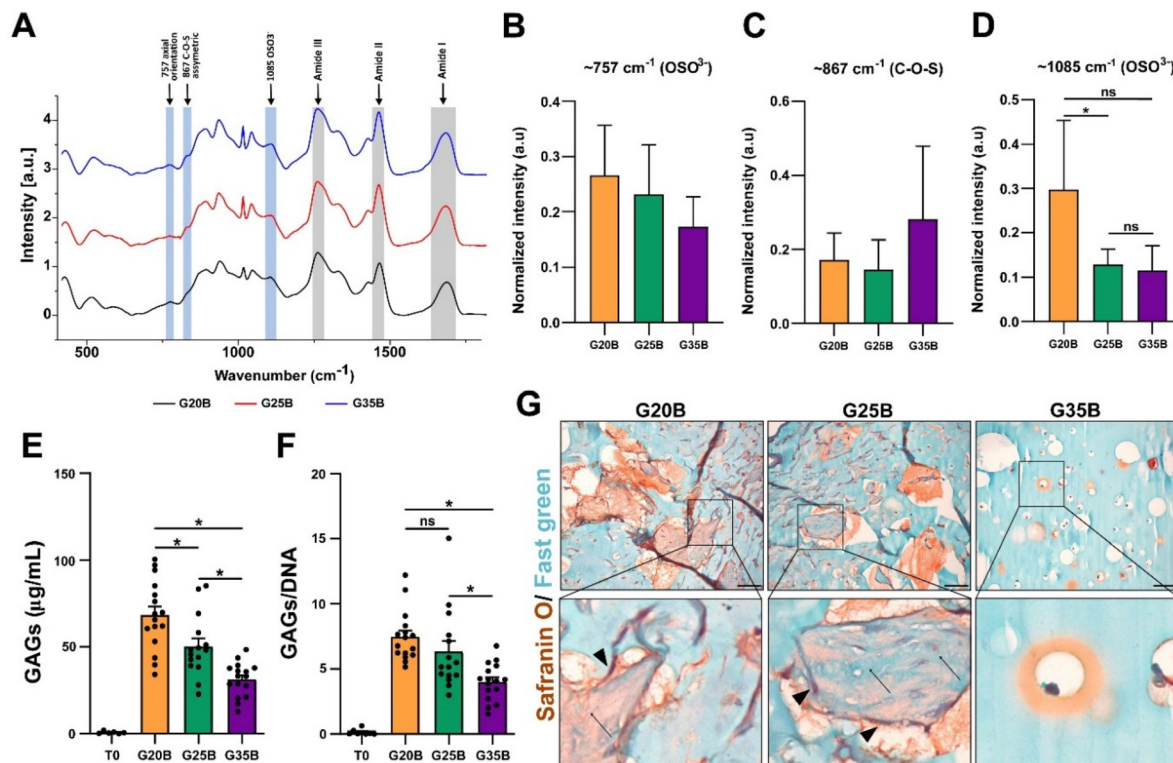 A
757 axial
orientation
867 C-O-S
assymetric
1085 OSO3⁻
Amide III
Amide II
Amide I
Intensity [a.u.]
4
3
2
1
0
500
1000
1500
Wavenumber (cm⁻¹)
G20B
G25B
G35B
B
~757 cm⁻¹ (OSO³⁻)
Normalized intensity (a.u)
0.4
0.3
0.2
0.1
0.0
G20B
G25B
G35B
C
~867 cm⁻¹ (C-O-S)
Normalized intensity (a.u)
0.6
0.4
0.2
0.0
G20B
G25B
G35B
D
~1085 cm⁻¹ (OSO³⁻)
Normalized intensity (a.u)
0.5
0.4
0.3
0.2
0.1
0.0
ns
*
ns
G20B
G25B
G35B
E
GAGs (µg/mL)
150
100
50
0
*
*
*
T0
G20B
G25B
G35B
F
GAGs/DNA
20
15
10
5
0
*
ns
*
T0
G20B
G25B
G35B
G
G20B
G25B
G35B
Safranin O/ Fast green